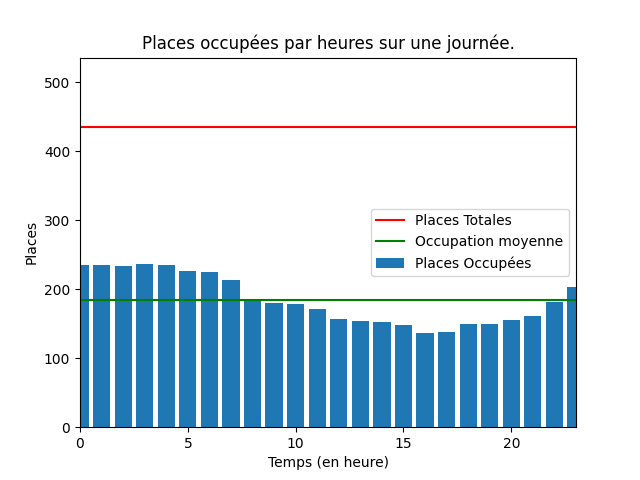 Places occupées par heures sur une journée.
500
400
300
200
100
0
Places
Places Totales
Occupation moyenne
Places Occupées
0 5 10 15 20
Temps (en heure)